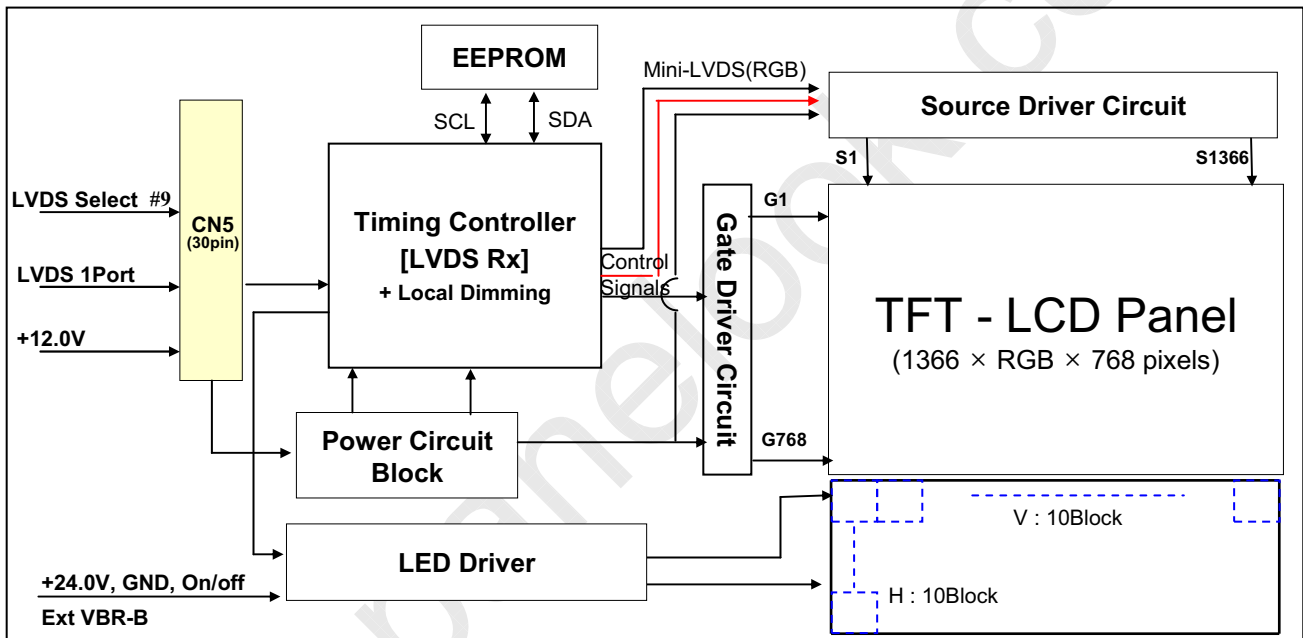 EEPROM
Mini-LVDS(RGB)
Source Driver Circuit
SCL
SDA
S1
S1366
LVDS Select #9
CN5
(30pin)
Timing Controller
[LVDS Rx]
+ Local Dimming
Control
Signals
Gate Driver Circuit
G1
LVDS 1Port
TFT - LCD Panel
(1366 × RGB × 768 pixels)
+12.0V
Power Circuit
Block
G768
V : 10Block
LED Driver
H : 10Block
+24.0V, GND, On/off
Ext VBR-B
panelook.co